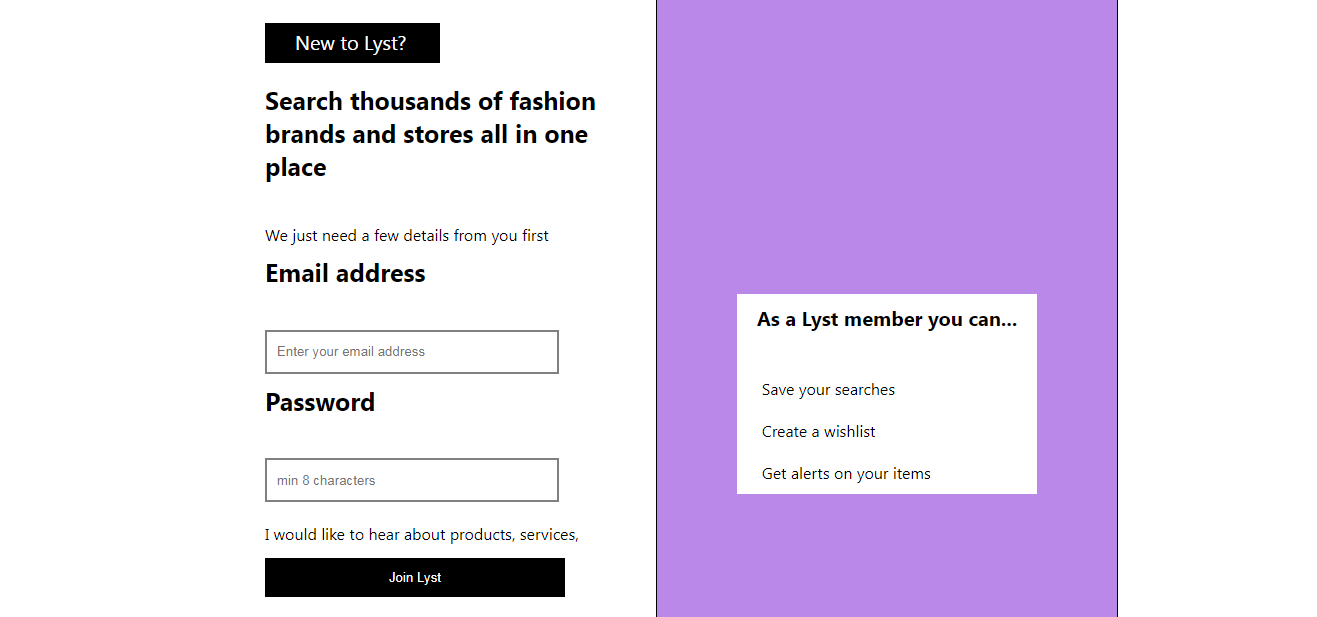 New to Lyst?
Search thousands of fashion
brands and stores all in one
place
We just need a few details from you first
Email address
Enter your email address
Password
min 8 characters
I would like to hear about products, services,
Join Lyst
As a Lyst member you can...
Save your searches
Create a wishlist
Get alerts on your items